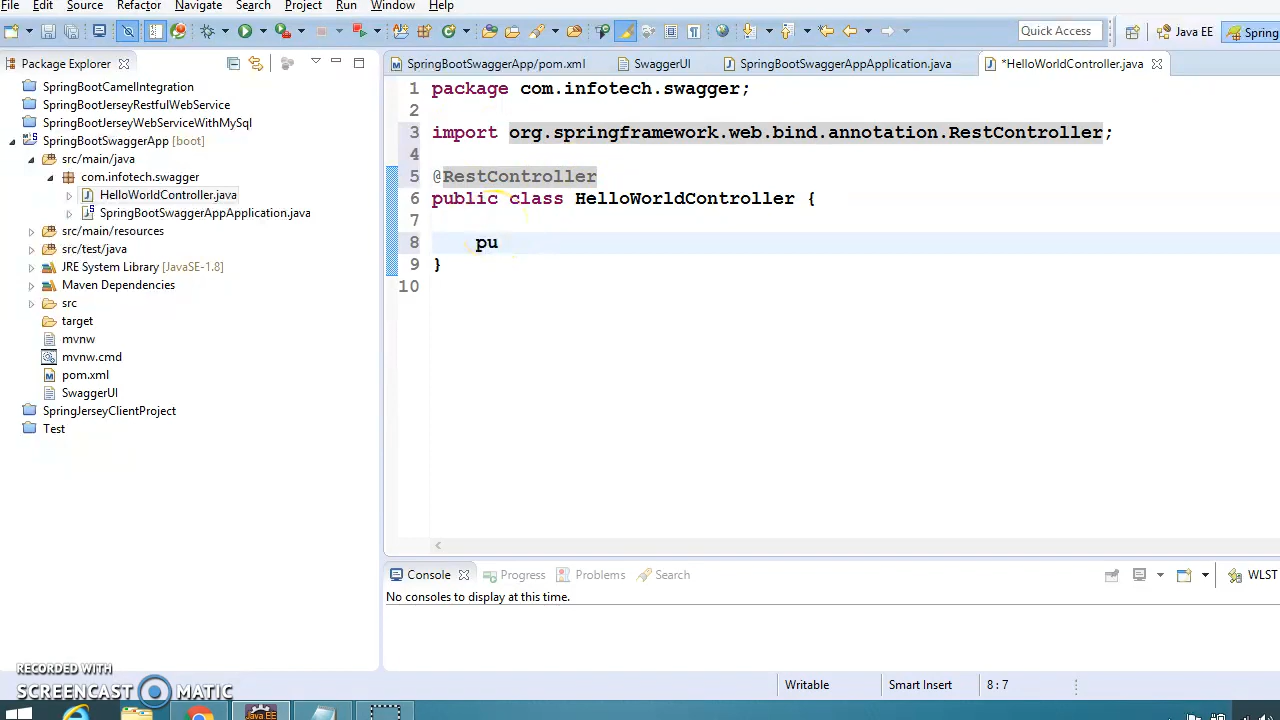 File Edit Source Refactor Navigate Search Project Run Window Help
Quick Access
Java EE
Spring
Package Explorer
SpringBootCamelIntegration
SpringBootJerseyRestfulWebService
SpringBootJerseyWebServiceWithMySql
SpringBootSwaggerApp [boot]
src/main/java
com.infotech.swagger
HelloWorldController.java
SpringBootSwaggerAppApplication.java
src/main/resources
src/test/java
JRE System Library [JavaSE-1.8]
Maven Dependencies
src
target
mvnw
mvnw.cmd
pom.xml
SwaggerUI
SpringJerseyClientProject
Test
SpringBootSwaggerApp/pom.xml
SwaggerUI
SpringBootSwaggerAppApplication.java
*HelloWorldController.java
1 package com.infotech.swagger;
2
3 import org.springframework.web.bind.annotation.RestController;
4
5 @RestController
6 public class HelloWorldController {
7
8 pu
9 }
10
Console Progress Problems Search
WLST
No consoles to display at this time.
Writable
Smart Insert
8 : 7
RECORDED WITH
SCREENCAST MATIC
Java EE